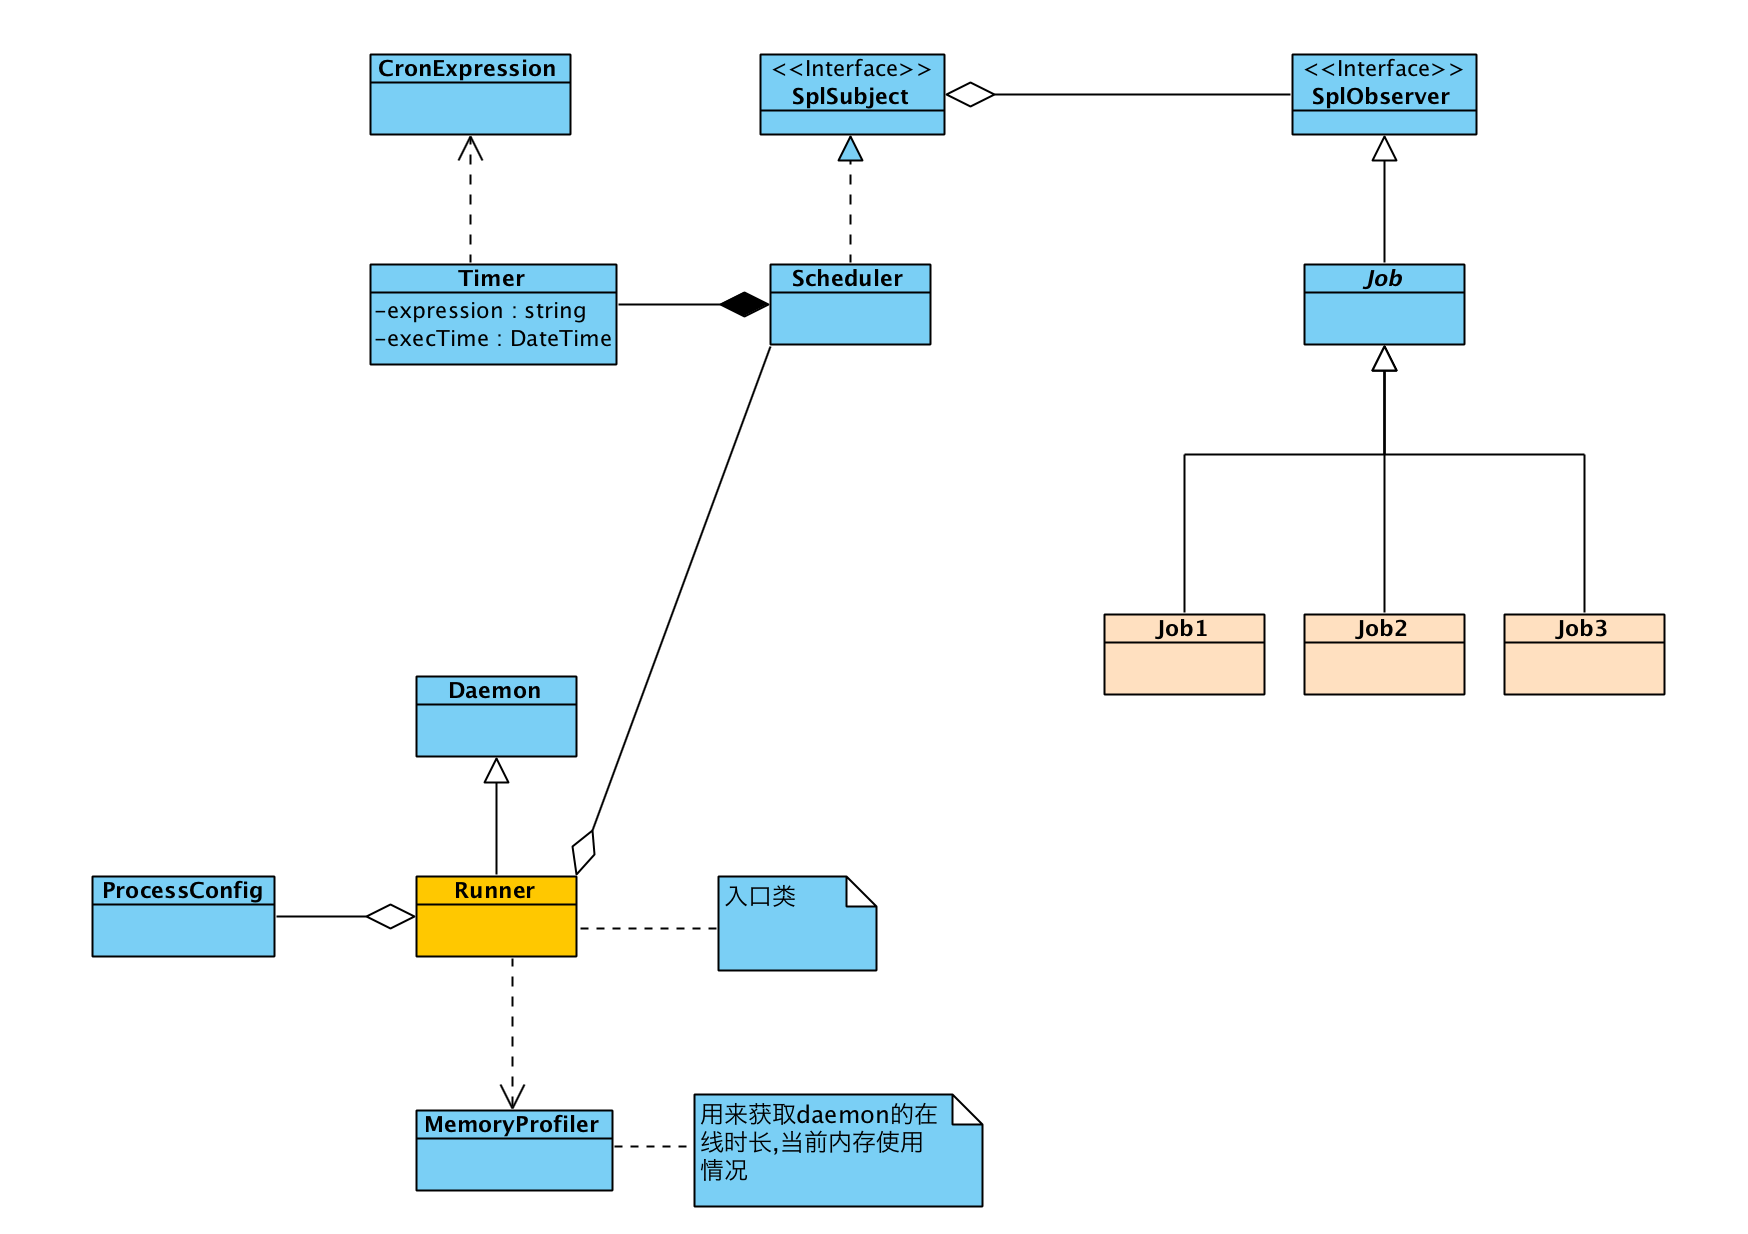 CronExpression
<<Interface>>
SplSubject
<<Interface>>
SplObserver
Timer
-expression : string
-execTime : DateTime
Scheduler
Job
Job1
Job2
Job3
Daemon
ProcessConfig
Runner
入口类
MemoryProfiler
用来获取daemon的在
线时长,当前内存使用
情况